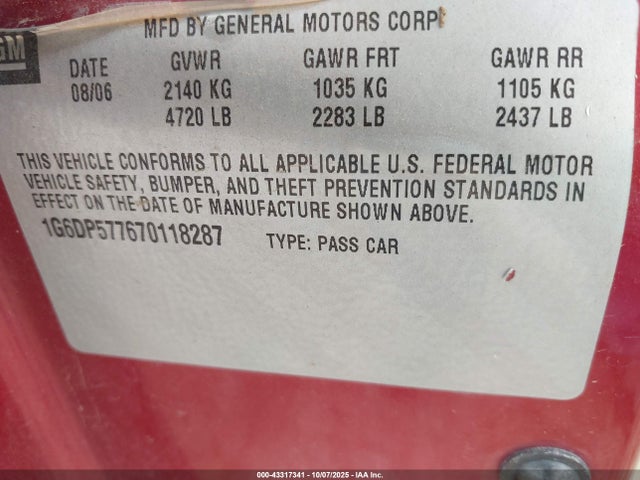 GM
MFD BY GENERAL MOTORS CORP
DATE GVWR GAWR FRT GAWR RR
08/06 2140 KG 1035 KG 1105 KG
4720 LB 2283 LB 2437 LB
THIS VEHICLE CONFORMS TO ALL APPLICABLE U.S. FEDERAL MOTOR
VEHICLE SAFETY, BUMPER, AND THEFT PREVENTION STANDARDS IN
EFFECT ON THE DATE OF MANUFACTURE SHOWN ABOVE.
1G6DP577670118287 TYPE: PASS CAR
000-43317341 - 10/07/2025 - IAA Inc.